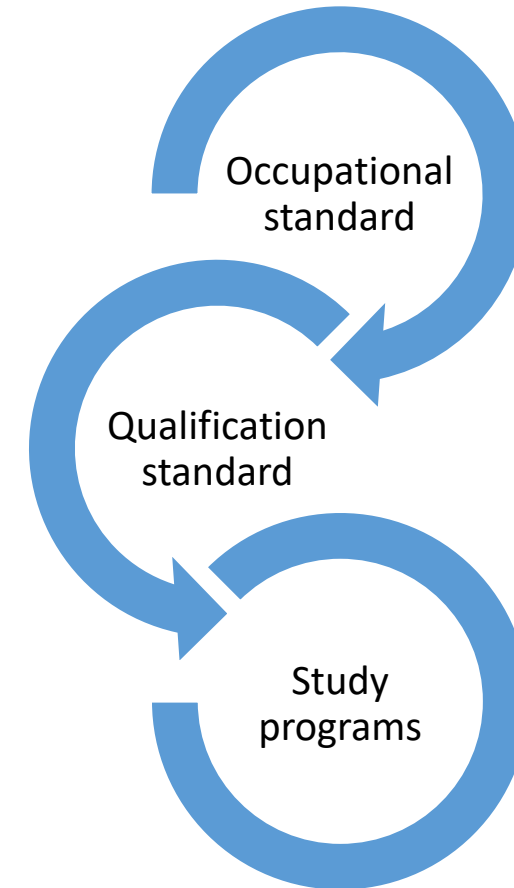 Occupational
standard
Qualification
standard
Study
programs